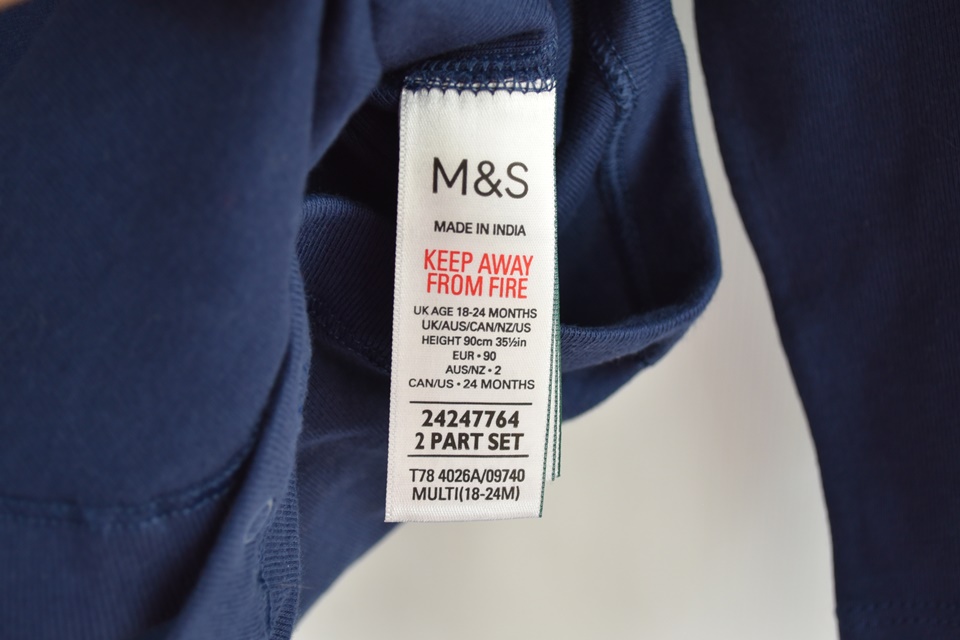 M&S
MADE IN INDIA
KEEP AWAY
FROM FIRE
UK AGE 18-24 MONTHS
UK/AUS/CAN/NZ/US
HEIGHT 90cm 35½in
EUR • 90
AUS/NZ • 2
CAN/US • 24 MONTHS
24247764
2 PART SET
T78 4026A/09740
MULTI(18-24M)